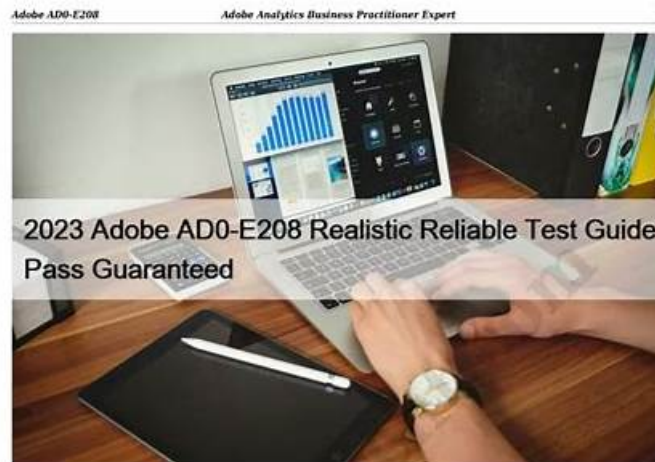 Adobe AD0-E208 Adobe Analytics Business Practitioner Expert
2023 Adobe AD0-E208 Realistic Reliable Test Guide
Pass Guaranteed